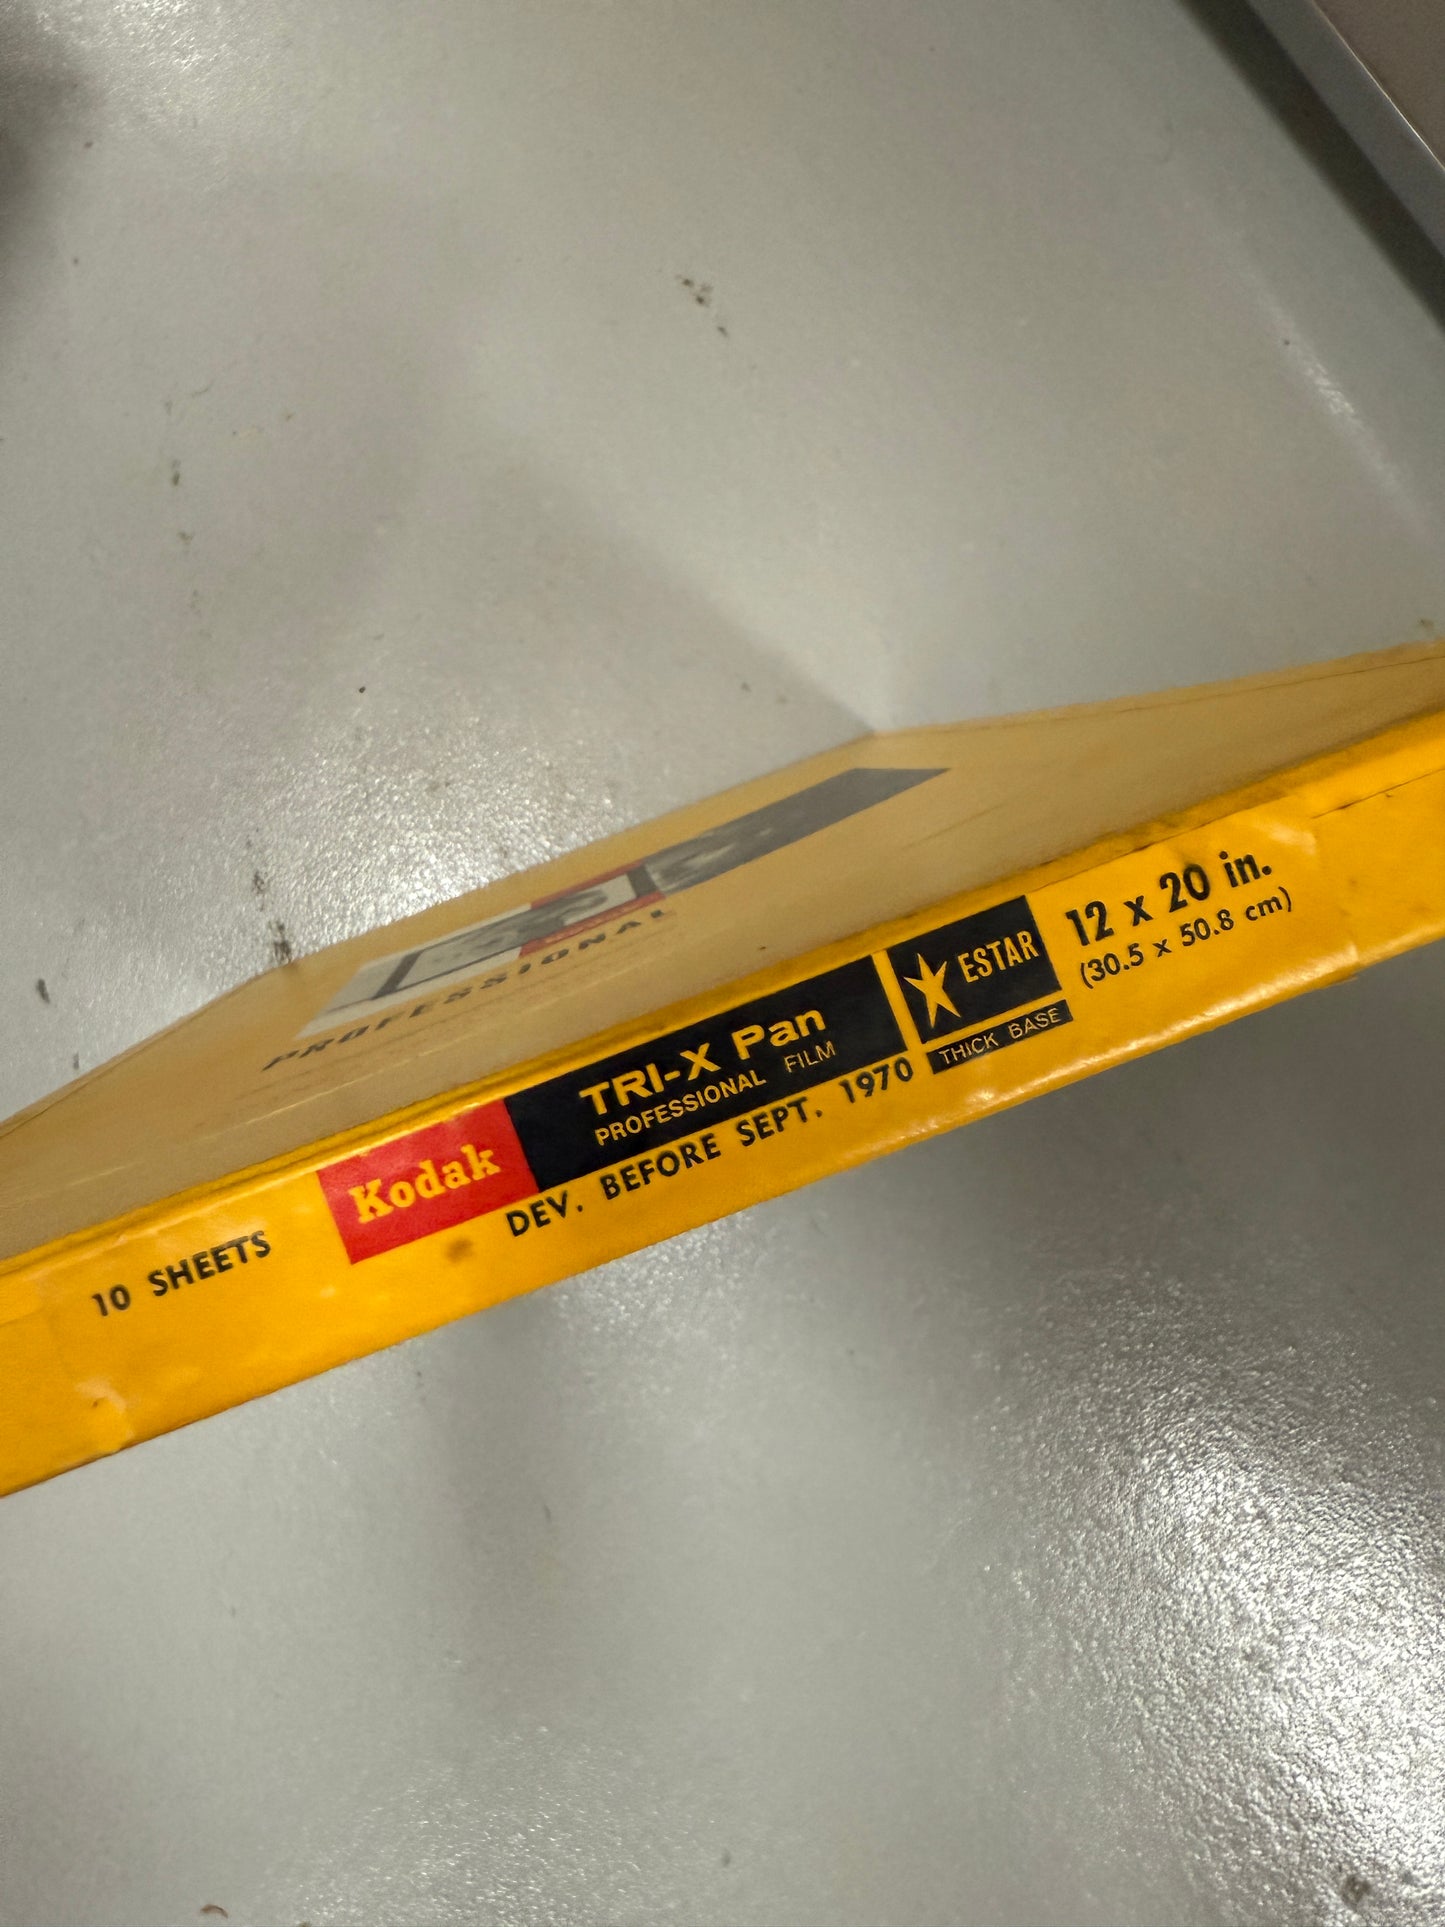 PROFESSIONAL
10 SHEETS
Kodak
TRI-X Pan
PROFESSIONAL FILM
DEV. BEFORE SEPT. 1970
ESTAR
THICK BASE
12 x 20 in.
(30.5 x 50.8 cm)